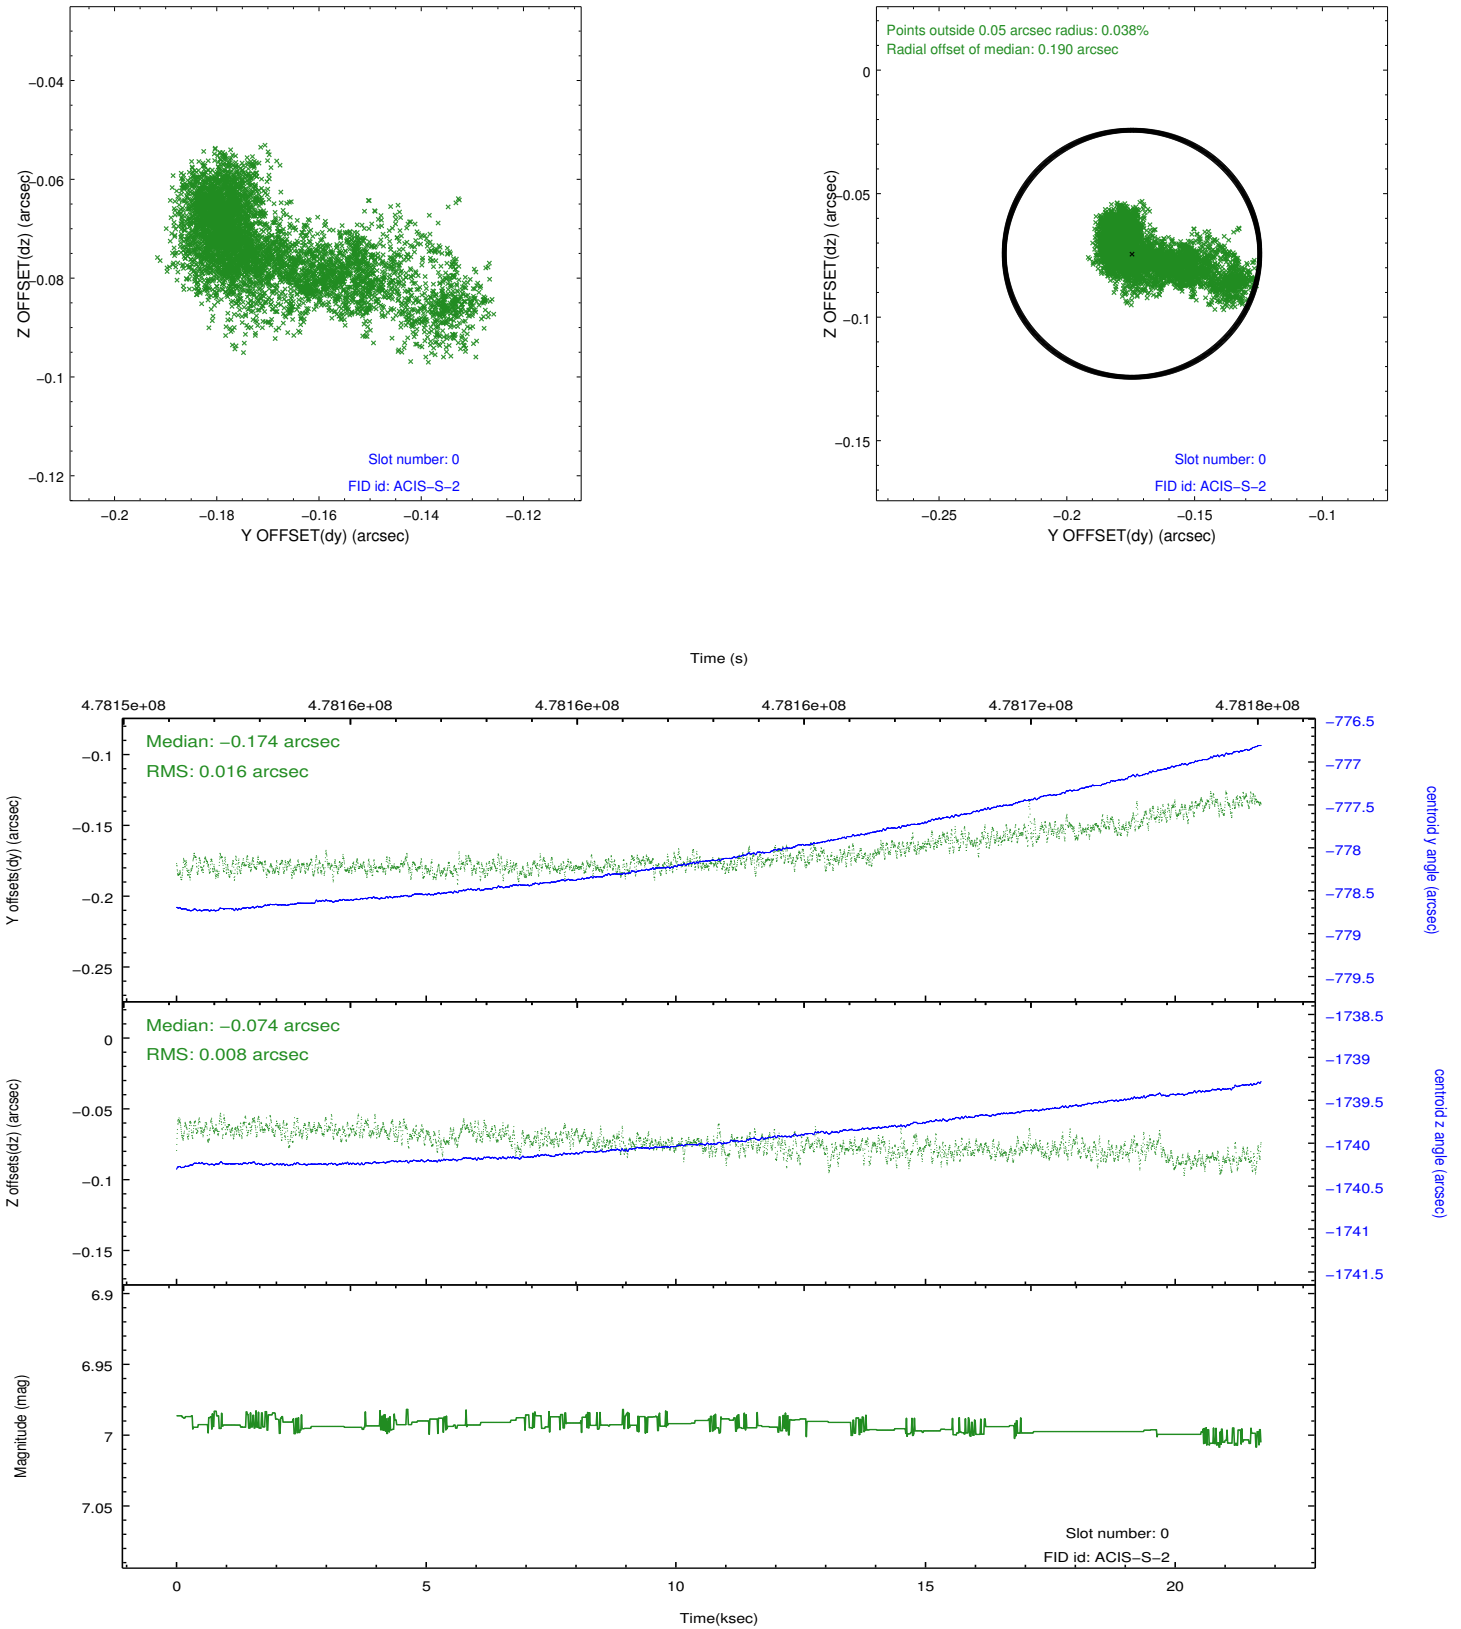 −0.04
−0.06
−0.08
−0.1
−0.12
Z OFFSET(dz) (arcsec)
Slot number: 0
FID id: ACIS−S−2
−0.2
−0.18
−0.16
−0.14
−0.12
Y OFFSET(dy) (arcsec)
Points outside 0.05 arcsec radius: 0.038%
Radial offset of median: 0.190 arcsec
0
−0.05
−0.1
−0.15
Z OFFSET(dz) (arcsec)
Slot number: 0
FID id: ACIS−S−2
−0.25
−0.2
−0.15
−0.1
Y OFFSET(dy) (arcsec)
Time (s)
4.7815e+08
4.7816e+08
4.7816e+08
4.7816e+08
4.7817e+08
4.7818e+08
Median: −0.174 arcsec
RMS: 0.016 arcsec
−0.1
−0.15
−0.2
−0.25
Y offsets(dy) (arcsec)
−776.5
−777
−777.5
−778
−778.5
−779
−779.5
centroid y angle (arcsec)
Median: −0.074 arcsec
RMS: 0.008 arcsec
0
−0.05
−0.1
−0.15
Z offsets(dz) (arcsec)
−1738.5
−1739
−1739.5
−1740
−1740.5
−1741
−1741.5
centroid z angle (arcsec)
6.9
6.95
7
7.05
Magnitude (mag)
Slot number: 0
FID id: ACIS−S−2
0
5
10
15
20
Time(ksec)